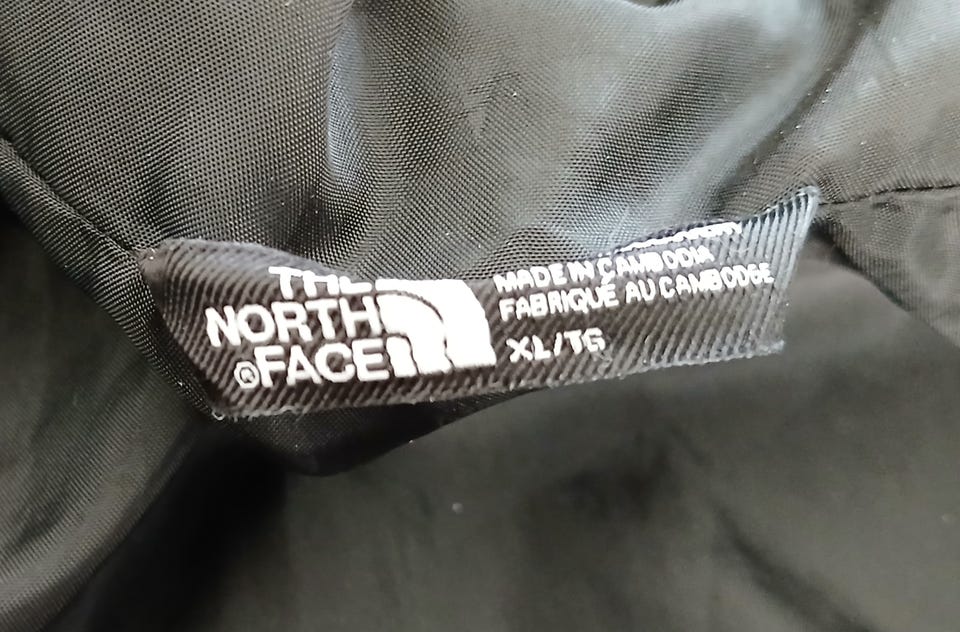 THE
NORTH
®FACE
MADE IN CAMBODIA
FABRIQUÉ AU CAMBODGE
XL/TG